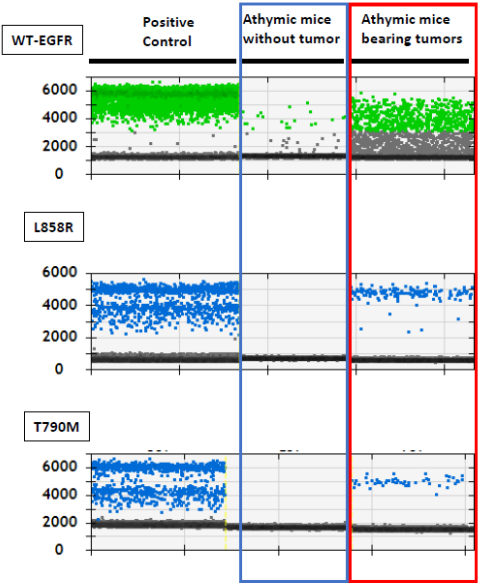 WT-EGFR
Positive
Control
Athymic mice
without tumor
Athymic mice
bearing tumors
6000
4000
2000
0
L858R
6000
4000
2000
0
T790M
6000
4000
2000
0